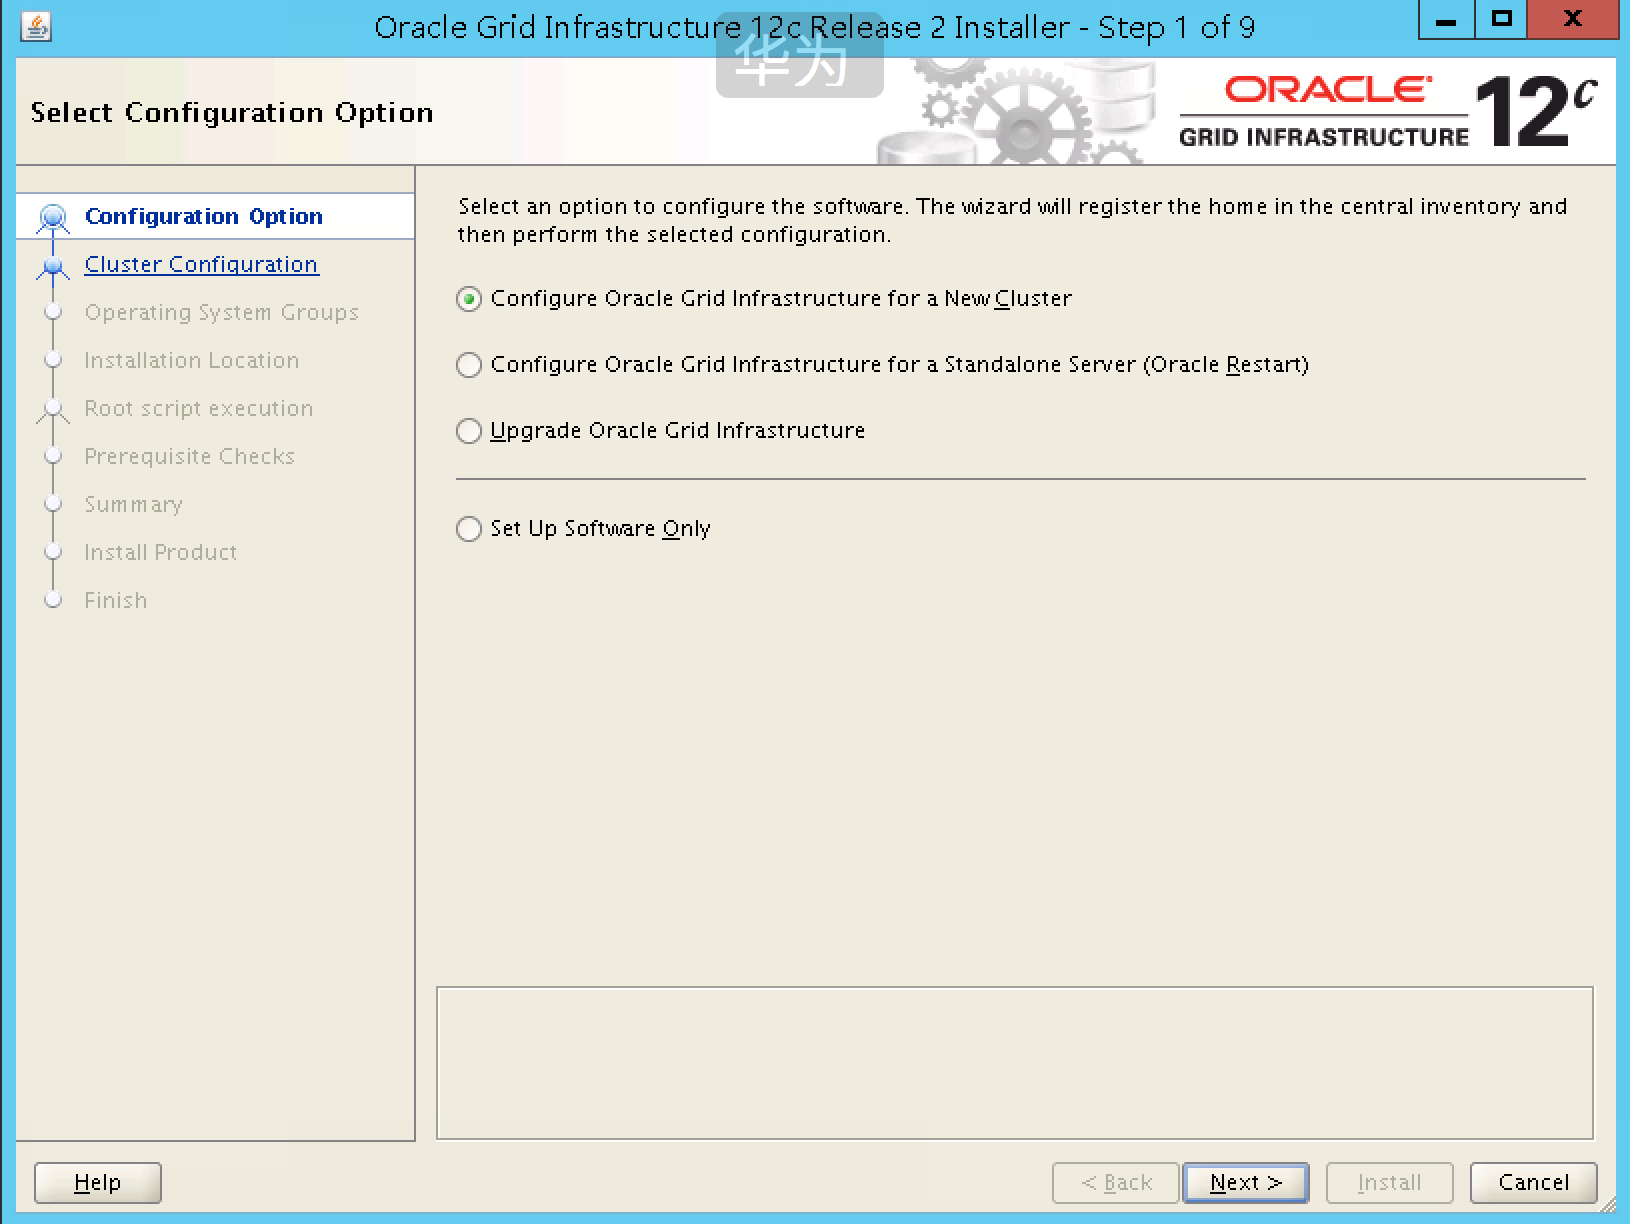 Oracle Grid Infrastructure 12c Release 2 Installer - Step 1 of 9
华为
Select Configuration Option
ORACLE
GRID INFRASTRUCTURE
12c
Configuration Option
Cluster Configuration
Operating System Groups
Installation Location
Root script execution
Prerequisite Checks
Summary
Install Product
Finish
Select an option to configure the software. The wizard will register the home in the central inventory and
then perform the selected configuration.
Configure Oracle Grid Infrastructure for a New Cluster
Configure Oracle Grid Infrastructure for a Standalone Server (Oracle Restart)
Upgrade Oracle Grid Infrastructure
Set Up Software Only
Help
< Back
Next >
Install
Cancel